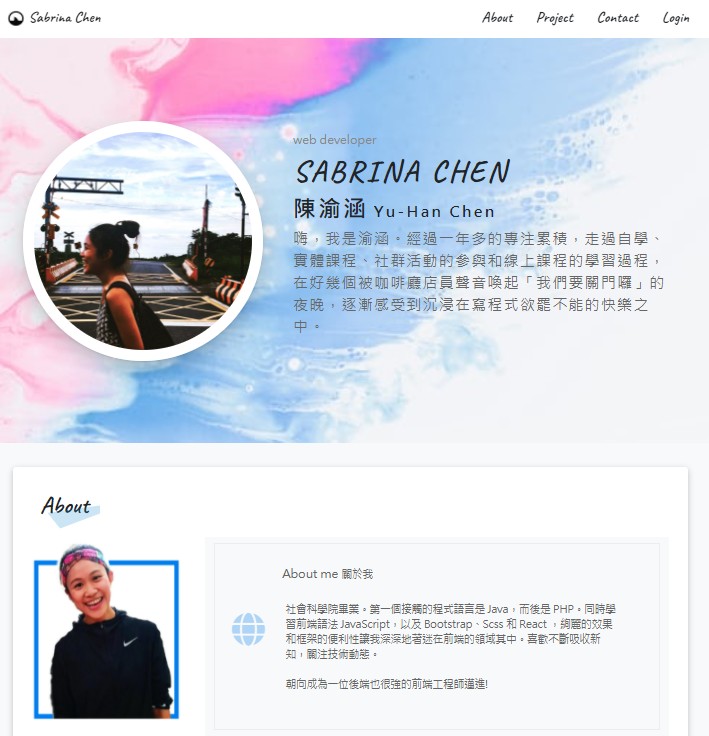 Sabrina Chen
About Project Contact Login
web developer
SABRINA CHEN
陳渝涵 Yu-Han Chen
嗨，我是渝涵。經過一年多的專注累積，走過自學、
實體課程、社群活動的參與和線上課程的學習過程，
在好幾個被咖啡廳店員聲音喚起「我們要關門囉」的
夜晚，逐漸感受到沉浸在寫程式欲罷不能的快樂之
中。
About
About me 關於我
社會科學院畢業。第一個接觸的程式語言是 Java，而後是 PHP。同時學
習前端語法 JavaScript，以及 Bootstrap、Scss 和 React ，絢麗的效果
和框架的便利性讓我深深地著迷在前端的領域其中。喜歡不斷吸收新
知，關注技術動態。
朝向成為一位後端也很強的前端工程師邁進!